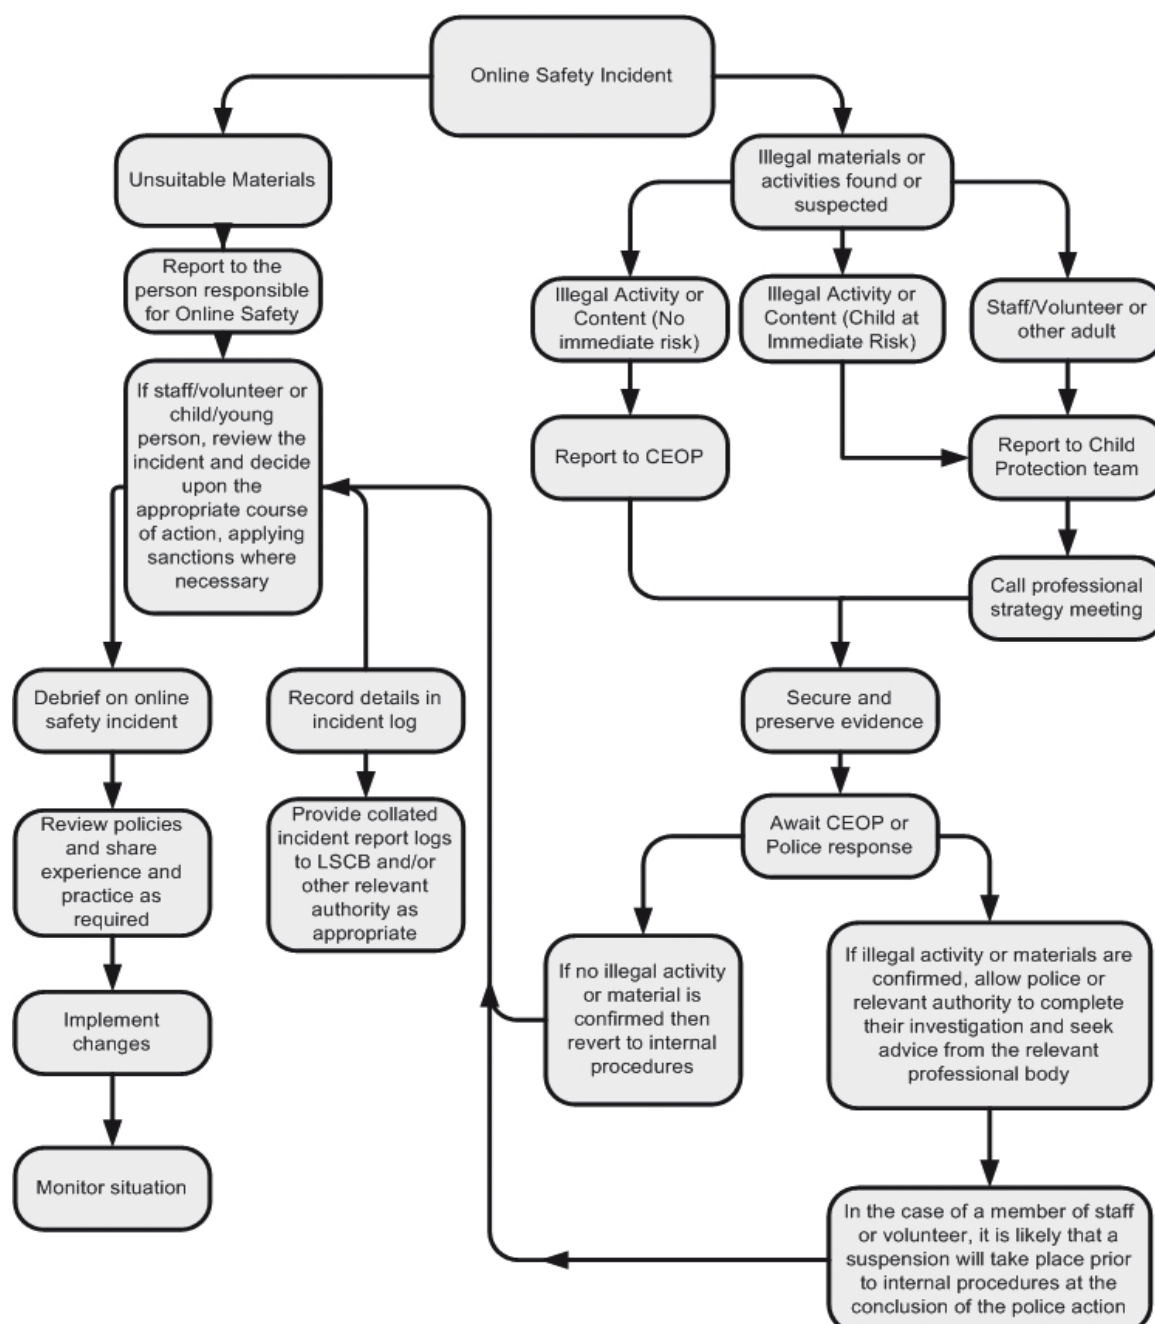 Online Safety Incident
Unsuitable Materials
Illegal materials or
activities found or
suspected
Report to the
person responsible
for Online Safety
Illegal Activity or
Content (No
immediate risk)
Illegal Activity or
Content (Child at
Immediate Risk)
Staff/Volunteer or
other adult
If staff/volunteer or
child/young
person, review the
incident and decide
upon the
appropriate course
of action, applying
sanctions where
necessary
Report to CEOP
Report to Child
Protection team
Call professional
strategy meeting
Debrief on online
safety incident
Record details in
incident log
Secure and
preserve evidence
Review policies
and share
experience and
practice as
required
Provide collated
incident report logs
to LSCB and/or
other relevant
authority as
appropriate
Await CEOP or
Police response
If no illegal activity
or material is
confirmed then
revert to internal
procedures
If illegal activity or materials are
confirmed, allow police or
relevant authority to complete
their investigation and seek
advice from the relevant
professional body
Implement
changes
Monitor situation
In the case of a member of staff
or volunteer, it is likely that a
suspension will take place prior
to internal procedures at the
conclusion of the police action